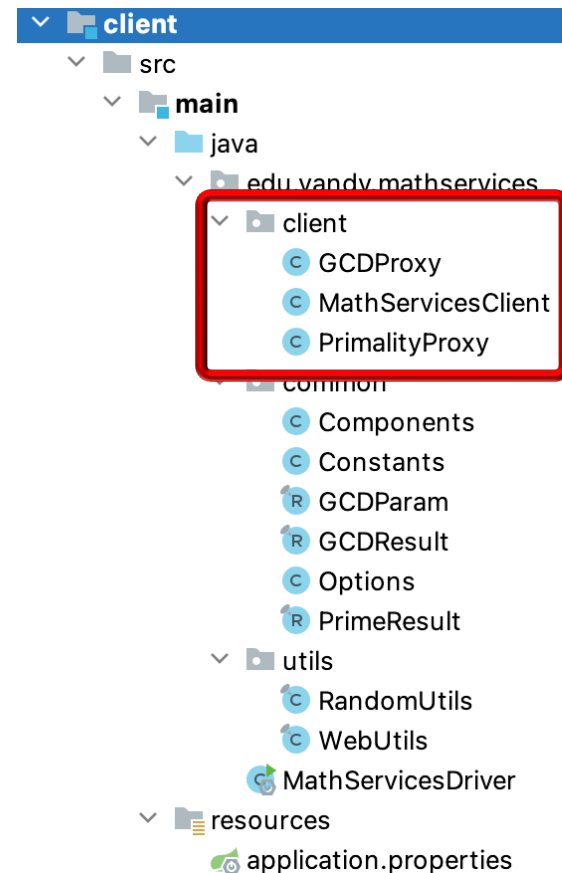 client
src
main
java
edu.vandy.mathservices
client
C GCDProxy
C MathServicesClient
C PrimalityProxy
common
C Components
C Constants
R GCDParam
R GCDResult
C Options
R PrimeResult
utils
C RandomUtils
C WebUtils
C MathServicesDriver
resources
application.properties